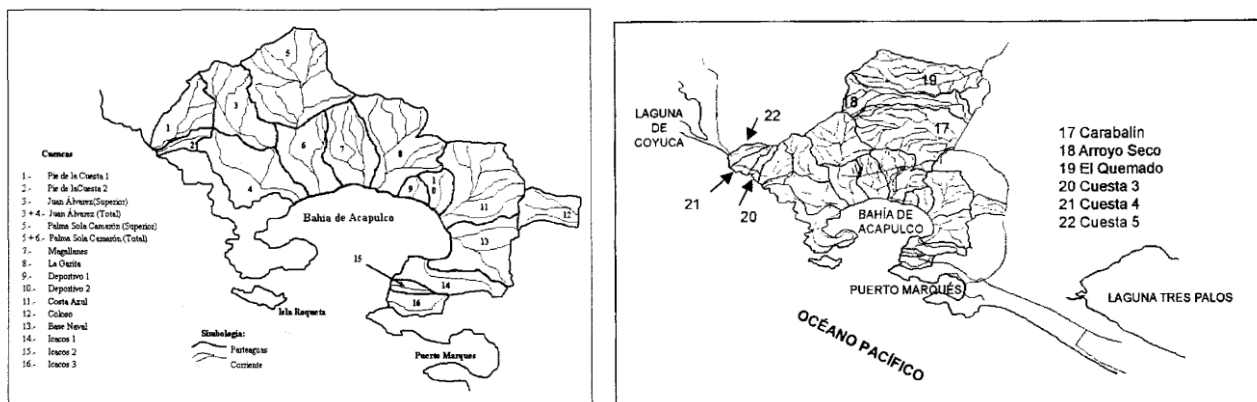 Cuencas
1.- Pie de la Cuesta 1
2.- Pie de laCuesta 2
3.- Juan Álvarez(Superior)
3 + 4.- Juan Álvarez (Total)
5.- Palma Sola Camarón (Superior)
5 + 6.- Palma Sola Camarón (Total)
7.- Magallanes
8.- La Garita
9.- Deportivo 1
10.- Deportivo 2
11.- Costa Azul
12.- Coloso
13.- Base Naval
14.- Icacos 1
15.- Icacos 2
16.- Icacos 3
5
1
3
2
6
7
8
4
9
11
12
Bahía de Acapulco
13
15
14
16
Isla Roqueta
Simbología:
Parteaguas
Corriente
Puerto Marques
19
18
22
17
LAGUNA
DE
COYUCA
21
20
BAHÍA DE
ACAPULCO
17 Carabalín
18 Arroyo Seco
19 El Quemado
20 Cuesta 3
21 Cuesta 4
22 Cuesta 5
PUERTO MARQUÉS
LAGUNA TRES PALOS
OCÉANO PACÍFICO